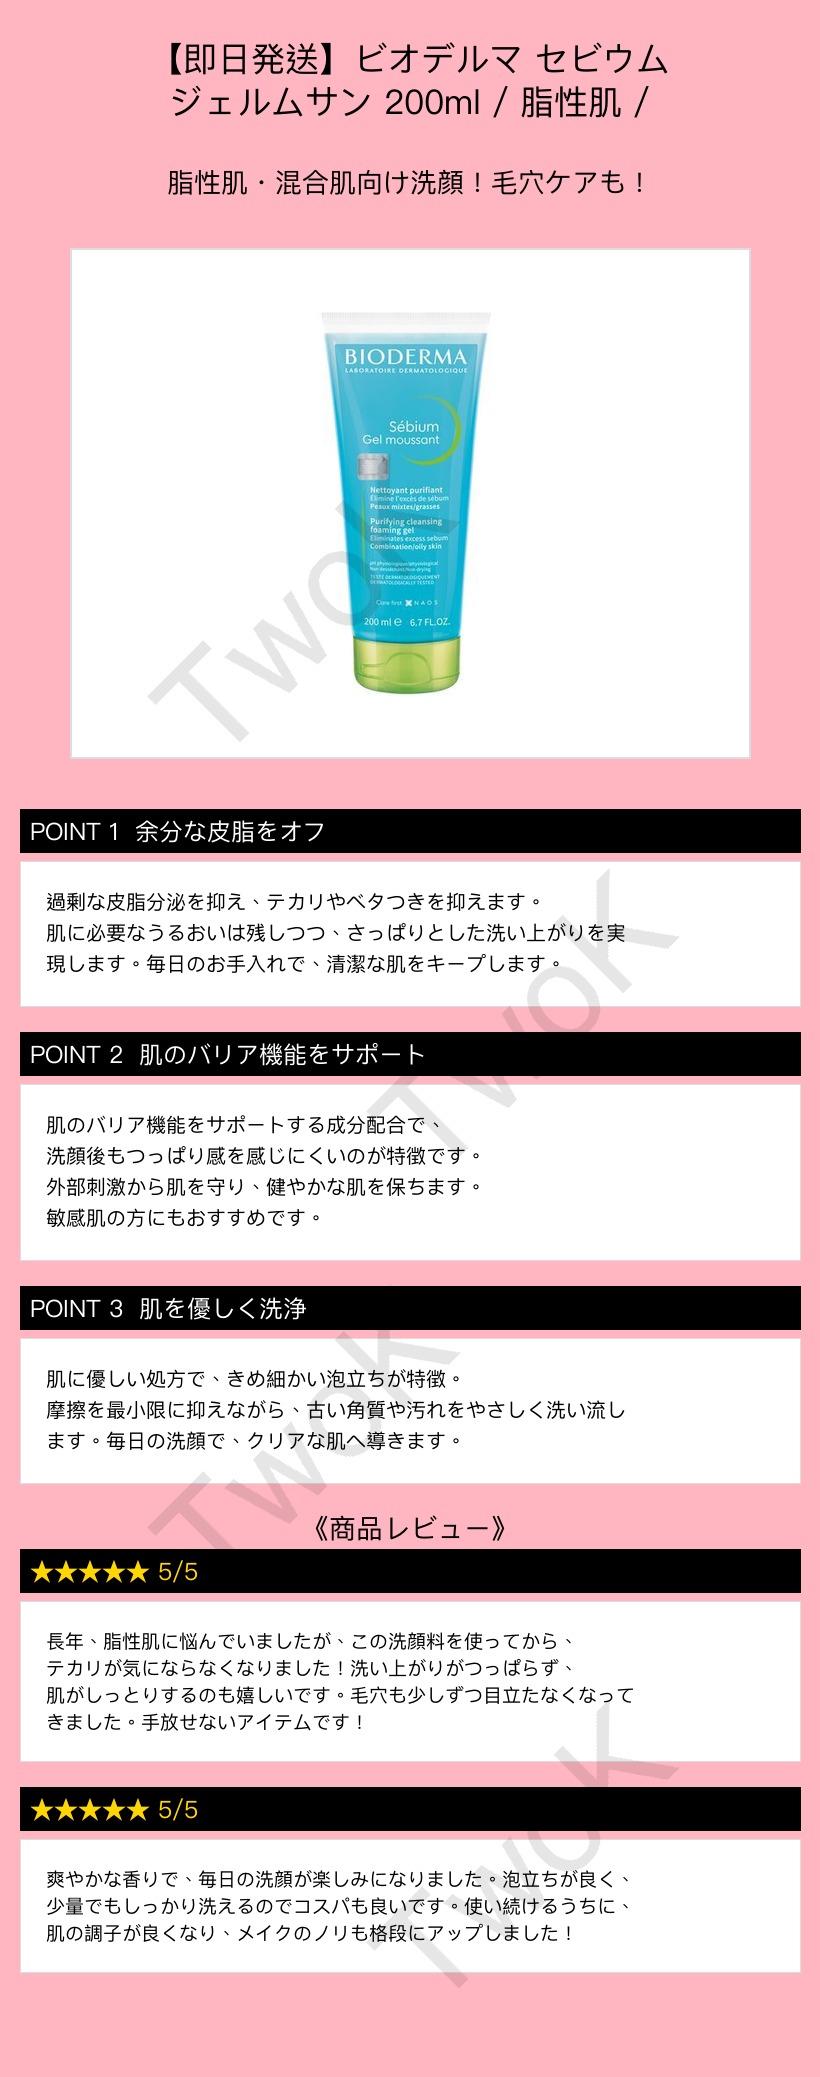 【即日発送】ビオデルマ セビウム
ジェルムサン 200ml / 脂性肌 /
脂性肌・混合肌向け洗顔！毛穴ケアも！
BIODERMA
LABORATOIRE DERMATOLOGIQUE
Sébium
Gel moussant
Nettoyant purifiant
Élimine l'excès de sébum
Peaux mixtes/grasses
Purifying cleansing
foaming gel
Eliminates excess sebum
Combination/oily skin
pH physiologique/physiological
Non desséchant/Non-drying
TESTÉ DERMATOLOGIQUEMENT
DERMATOLOGICALLY TESTED
Care first NAOS
200 ml ℮ 6.7 FL.OZ.
TwoK
POINT 1 余分な皮脂をオフ
過剰な皮脂分泌を抑え、テカリやベタつきを抑えます。
肌に必要なうるおいは残しつつ、さっぱりとした洗い上がりを実
現します。毎日のお手入れで、清潔な肌をキープします。
TwoK
POINT 2 肌のバリア機能をサポート
肌のバリア機能をサポートする成分配合で、
洗顔後もつっぱり感を感じにくいのが特徴です。
外部刺激から肌を守り、健やかな肌を保ちます。
敏感肌の方にもおすすめです。
POINT 3 肌を優しく洗浄
肌に優しい処方で、きめ細かい泡立ちが特徴。
摩擦を最小限に抑えながら、古い角質や汚れをやさしく洗い流し
ます。毎日の洗顔で、クリアな肌へ導きます。
TwoK
《商品レビュー》
★★★★★ 5/5
長年、脂性肌に悩んでいましたが、この洗顔料を使ってから、
テカリが気にならなくなりました！洗い上がりがつっぱらず、
肌がしっとりするのも嬉しいです。毛穴も少しずつ目立たなくなって
きました。手放せないアイテムです！
★★★★★ 5/5
爽やかな香りで、毎日の洗顔が楽しみになりました。泡立ちが良く、
少量でもしっかり洗えるのでコスパも良いです。使い続けるうちに、
肌の調子が良くなり、メイクのノリも格段にアップしました！
TwoK